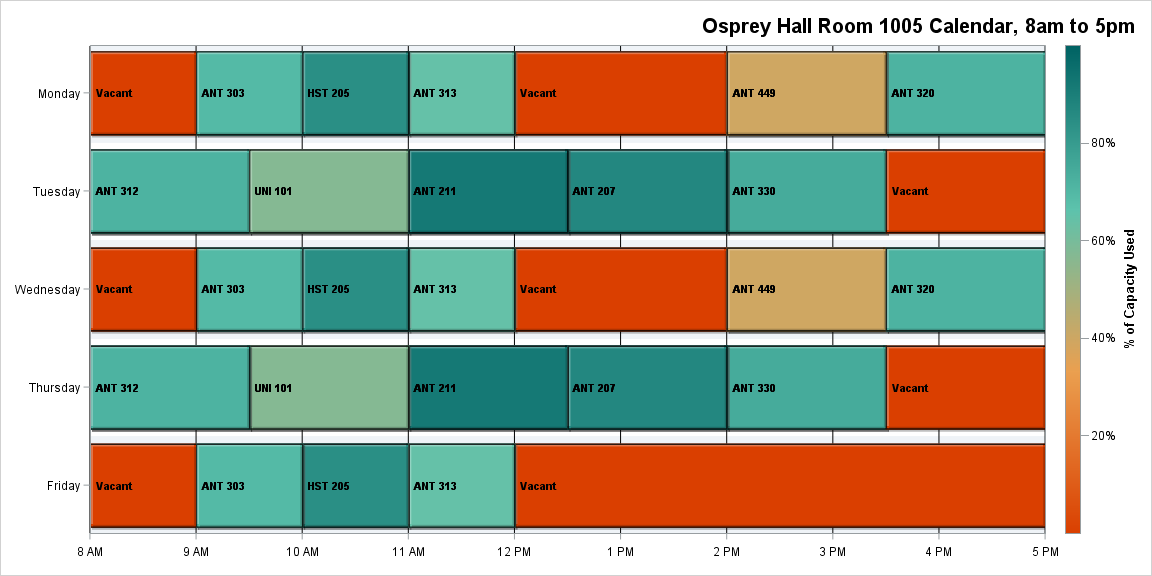 Osprey Hall Room 1005 Calendar, 8am to 5pm
Monday
Vacant
ANT 303
HST 205
ANT 313
Vacant
ANT 449
ANT 320
Tuesday
ANT 312
UNI 101
ANT 211
ANT 207
ANT 330
Vacant
Wednesday
Vacant
ANT 303
HST 205
ANT 313
Vacant
ANT 449
ANT 320
Thursday
ANT 312
UNI 101
ANT 211
ANT 207
ANT 330
Vacant
Friday
Vacant
ANT 303
HST 205
ANT 313
Vacant
8 AM
9 AM
10 AM
11 AM
12 PM
1 PM
2 PM
3 PM
4 PM
5 PM
80%
60%
40%
20%
% of Capacity Used